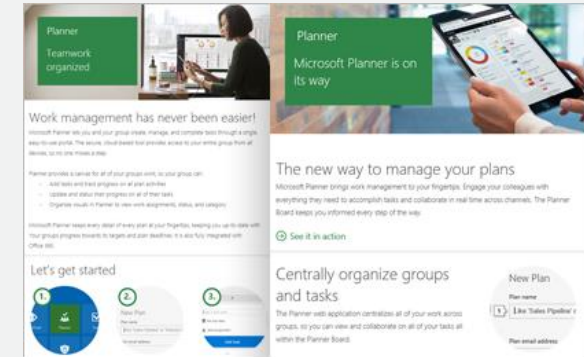 Planner
Teamwork
organized
Work management has never been easier!
Microsoft Planner lets you and your group create, manage, and complete tasks through a single
easy-to-use portal. The secure, cloud-based tool provides access to your entire group from all
devices, so no one misses a step.
Planner provides a canvas for all of your groups work, so your group can:
- Add tasks and track progress on all plan activities
- Update and status their progress on all of their tasks
- Organize visuals in Planner to view work assignments, status, and category
Microsoft Planner keeps every detail of every plan at your fingertips, keeping you up-to-date with
Your groups progress towards its targets and plan deadlines. It is also fully integrated with
Office 365.
Let's get started
1.
Planner
2.
New Plan
Plan name
3.
Planner
Microsoft Planner is on
its way
The new way to manage your plans
Microsoft Planner brings work management to your fingertips. Engage your colleagues with
everything they need to accomplish tasks and collaborate in real time across channels. The Planner
Board keeps you informed every step of the way.
See it in action
Centrally organize groups
and tasks
The Planner web application centralizes all of your work across
groups, so you can view and collaborate on all of your tasks all
within the Planner Board.
New Plan
Plan name
1
Like 'Sales Pipeline' o
Plan email address